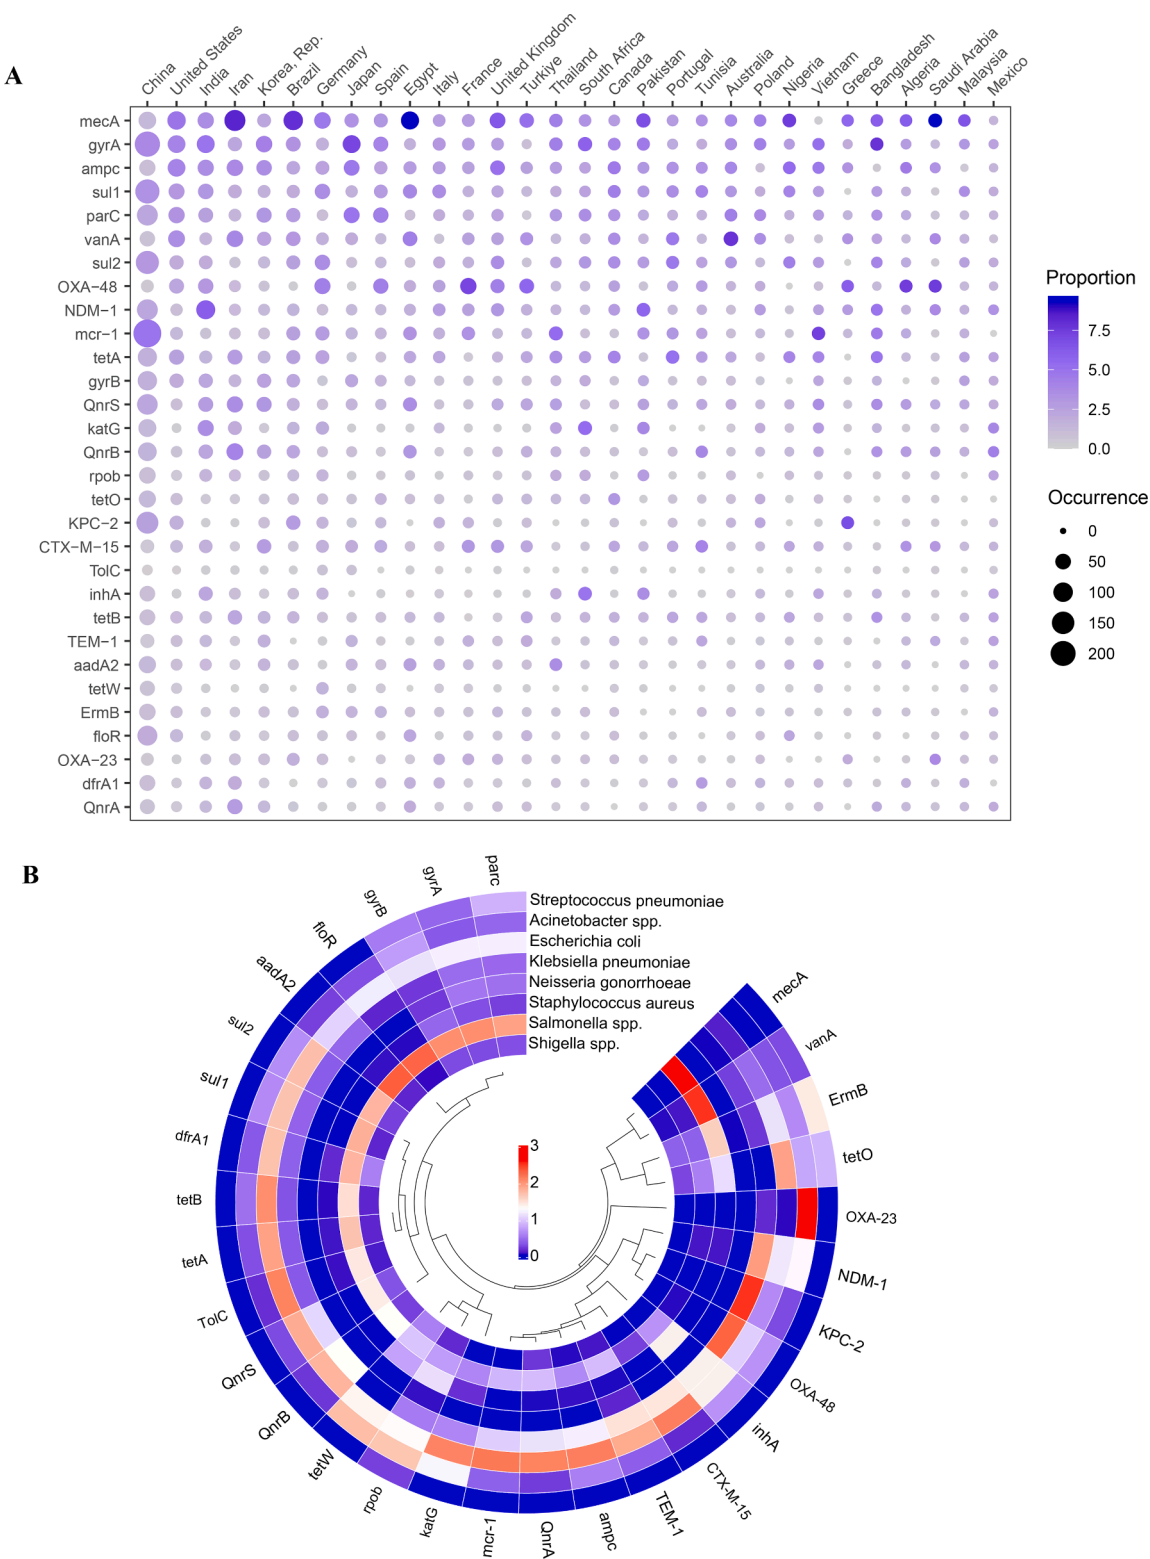 A
China
United States
India
Iran
Korea, Rep.
Brazil
Germany
Japan
Spain
Egypt
Italy
France
United Kingdom
Turkiye
Thailand
South Africa
Canada
Pakistan
Portugal
Tunisia
Australia
Poland
Nigeria
Vietnam
Greece
Bangladesh
Algeria
Saudi Arabia
Malaysia
Mexico
mecA
gyrA
ampc
sul1
parC
vanA
sul2
OXA−48
NDM−1
mcr−1
tetA
gyrB
QnrS
katG
QnrB
rpob
tetO
KPC−2
CTX−M−15
TolC
inhA
tetB
TEM−1
aadA2
tetW
ErmB
floR
OXA−23
dfrA1
QnrA
Proportion
7.5
5.0
2.5
0.0
Occurrence
0
50
100
150
200
B
parc
gyrA
gyrB
floR
aadA2
sul2
sul1
dfrA1
tetB
tetA
TolC
QnrS
QnrB
tetW
rpob
katG
mcr-1
QnrA
ampc
TEM-1
CTX-M-15
inhA
OXA-48
KPC-2
NDM-1
OXA-23
tetO
ErmB
vanA
mecA
Streptococcus pneumoniae
Acinetobacter spp.
Escherichia coli
Klebsiella pneumoniae
Neisseria gonorrhoeae
Staphylococcus aureus
Salmonella spp.
Shigella spp.
3
2
1
0